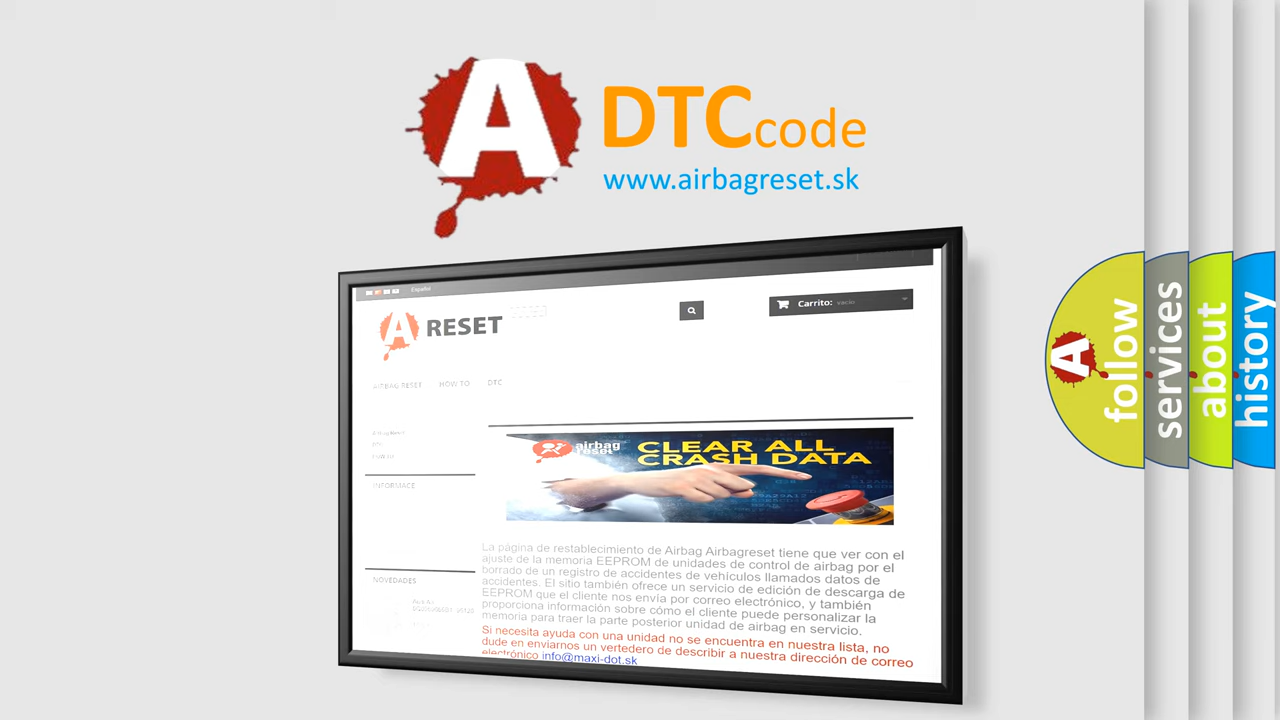 A
DTC code
www.airbagreset.sk
Español
A RESET
Carrito: vacío
AIRBAG RESET HOW TO DTC
INFORMACE
NOVEDADES
airbag
reset
CLEAR ALL
CRASH DATA
La página de restablecimiento de Airbag Airbagreset tiene que ver con el
ajuste de la memoria EEPROM de unidades de control de airbag por el
borrado de un registro de accidentes de vehículos llamados datos de
accidentes. El sitio también ofrece un servicio de edición de descarga de
EEPROM que el cliente nos envía por correo electrónico, y también
proporciona información sobre cómo el cliente puede personalizar la
memoria para traer la parte posterior unidad de airbag en servicio.
Si necesita ayuda con una unidad no se encuentra en nuestra lista, no
dude en enviarnos un vertedero de describir a nuestra dirección de correo
electrónico info@maxi-dot.sk
A
follow
services
about
history